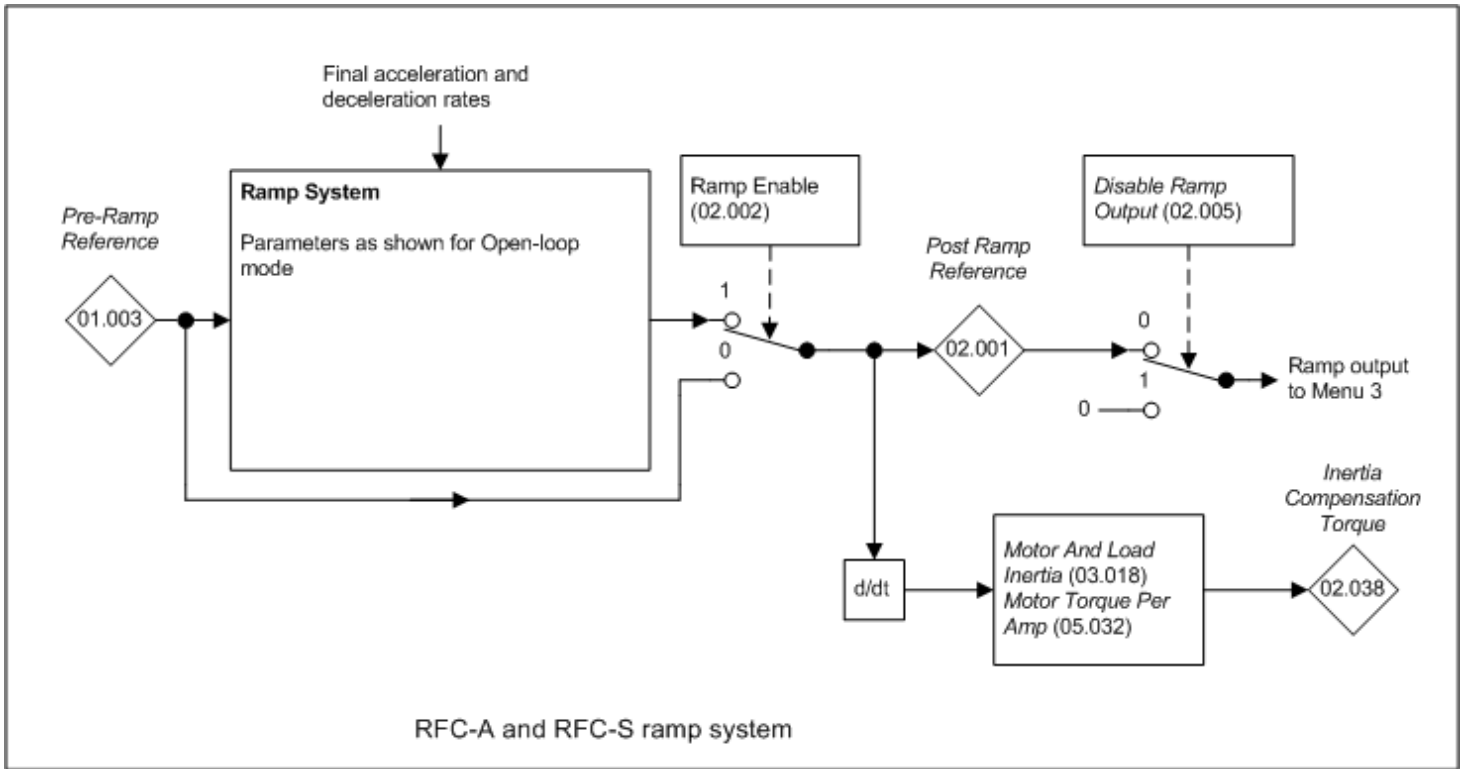 Final acceleration and
deceleration rates
Pre-Ramp
Reference
01.003
Ramp System
Parameters as shown for Open-loop
mode
Ramp Enable
(02.002)
1
0
Post Ramp
Reference
02.001
Disable Ramp
Output (02.005)
0
1
0
Ramp output
to Menu 3
d/dt
Motor And Load
Inertia (03.018)
Motor Torque Per
Amp (05.032)
Inertia
Compensation
Torque
02.038
RFC-A and RFC-S ramp system